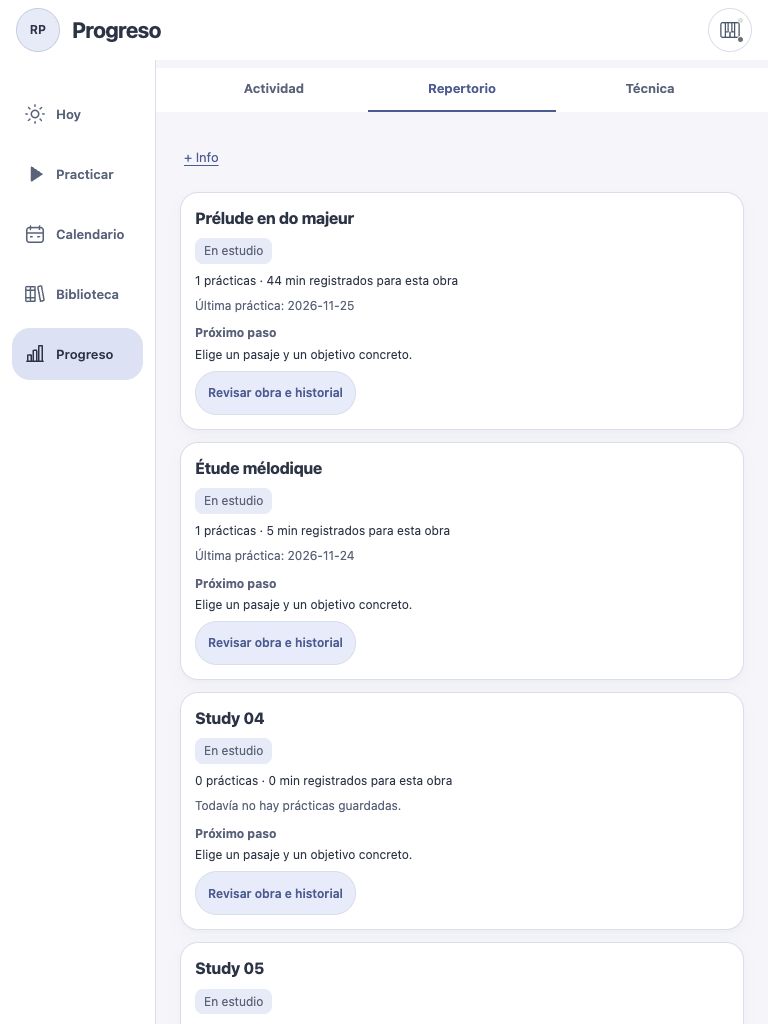 RP
Progreso
Hoy
Practicar
Calendario
Biblioteca
Progreso
Actividad
Repertorio
Técnica
+ Info
Prélude en do majeur
En estudio
1 prácticas · 44 min registrados para esta obra
Última práctica: 2026-11-25
Próximo paso
Elige un pasaje y un objetivo concreto.
Revisar obra e historial
Étude mélodique
En estudio
1 prácticas · 5 min registrados para esta obra
Última práctica: 2026-11-24
Próximo paso
Elige un pasaje y un objetivo concreto.
Revisar obra e historial
Study 04
En estudio
0 prácticas · 0 min registrados para esta obra
Todavía no hay prácticas guardadas.
Próximo paso
Elige un pasaje y un objetivo concreto.
Revisar obra e historial
Study 05
En estudio